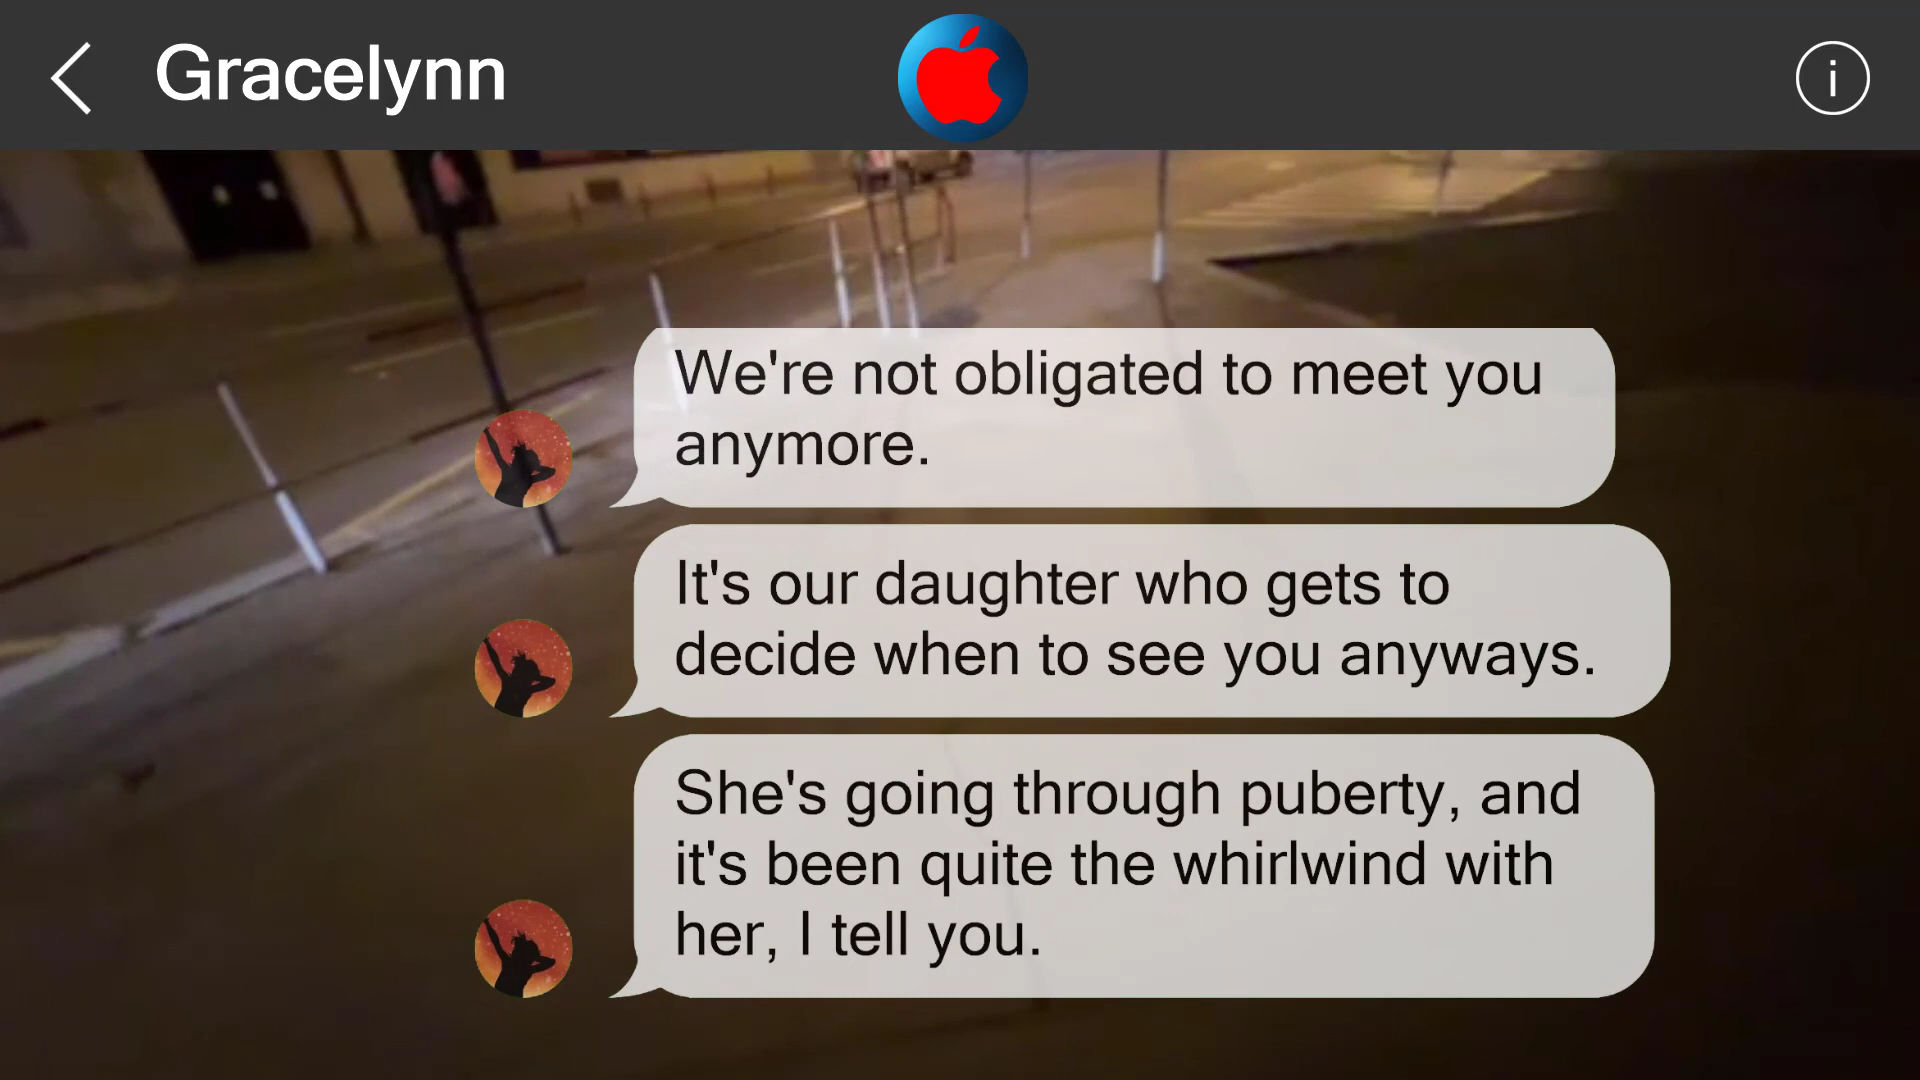 Gracelynn
i
We're not obligated to meet you
anymore.
It's our daughter who gets to
decide when to see you anyways.
She's going through puberty, and
it's been quite the whirlwind with
her, I tell you.